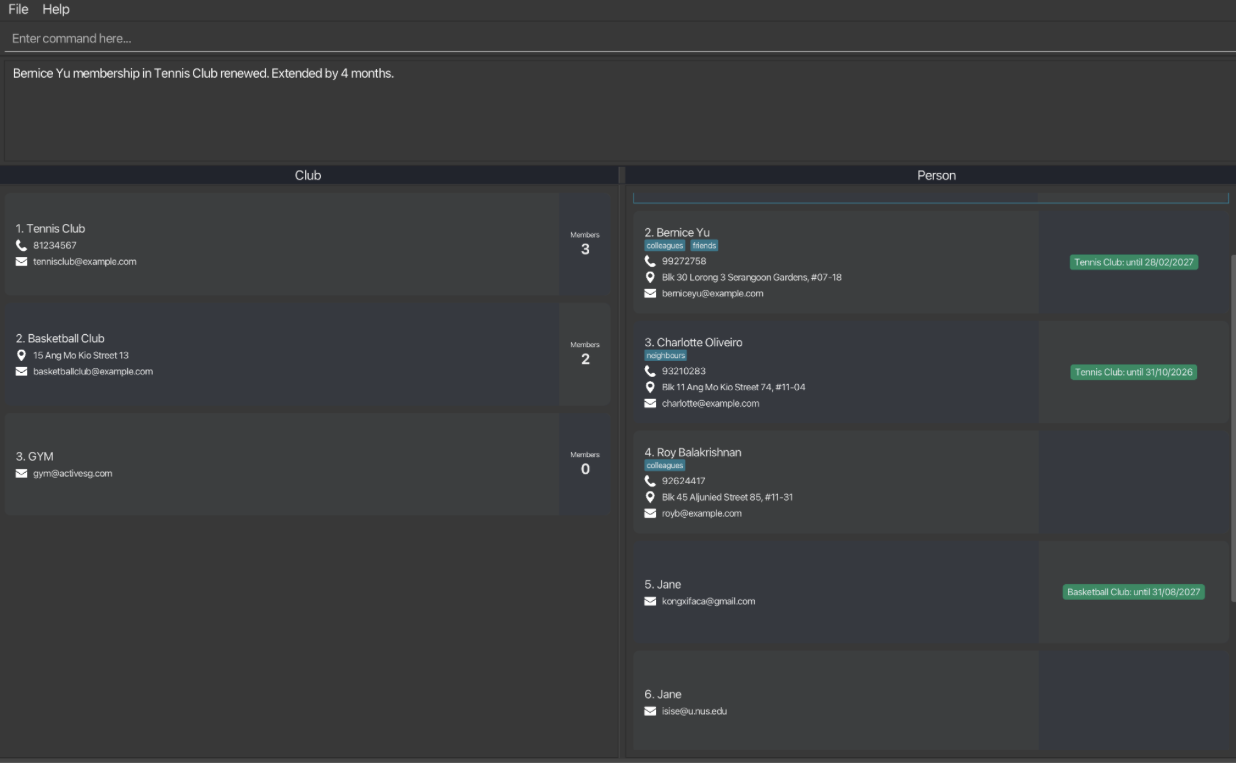 File Help
Enter command here...
Bernice Yu membership in Tennis Club renewed. Extended by 4 months.
Club
1. Tennis Club
81234567
tennisclub@example.com
Members
3
2. Basketball Club
15 Ang Mo Kio Street 13
basketballclub@example.com
Members
2
3. GYM
gym@activesg.com
Members
0
Person
2. Bernice Yu
colleagues friends
99272758
Blk 30 Lorong 3 Serangoon Gardens, #07-18
berniceyu@example.com
Tennis Club: until 28/02/2027
3. Charlotte Oliveiro
neighbours
93210283
Blk 11 Ang Mo Kio Street 74, #11-04
charlotte@example.com
Tennis Club: until 31/10/2026
4. Roy Balakrishnan
colleagues
92624417
Blk 45 Aljunied Street 85, #11-31
royb@example.com
5. Jane
kongxifaca@gmail.com
Basketball Club: until 31/08/2027
6. Jane
isise@u.nus.edu